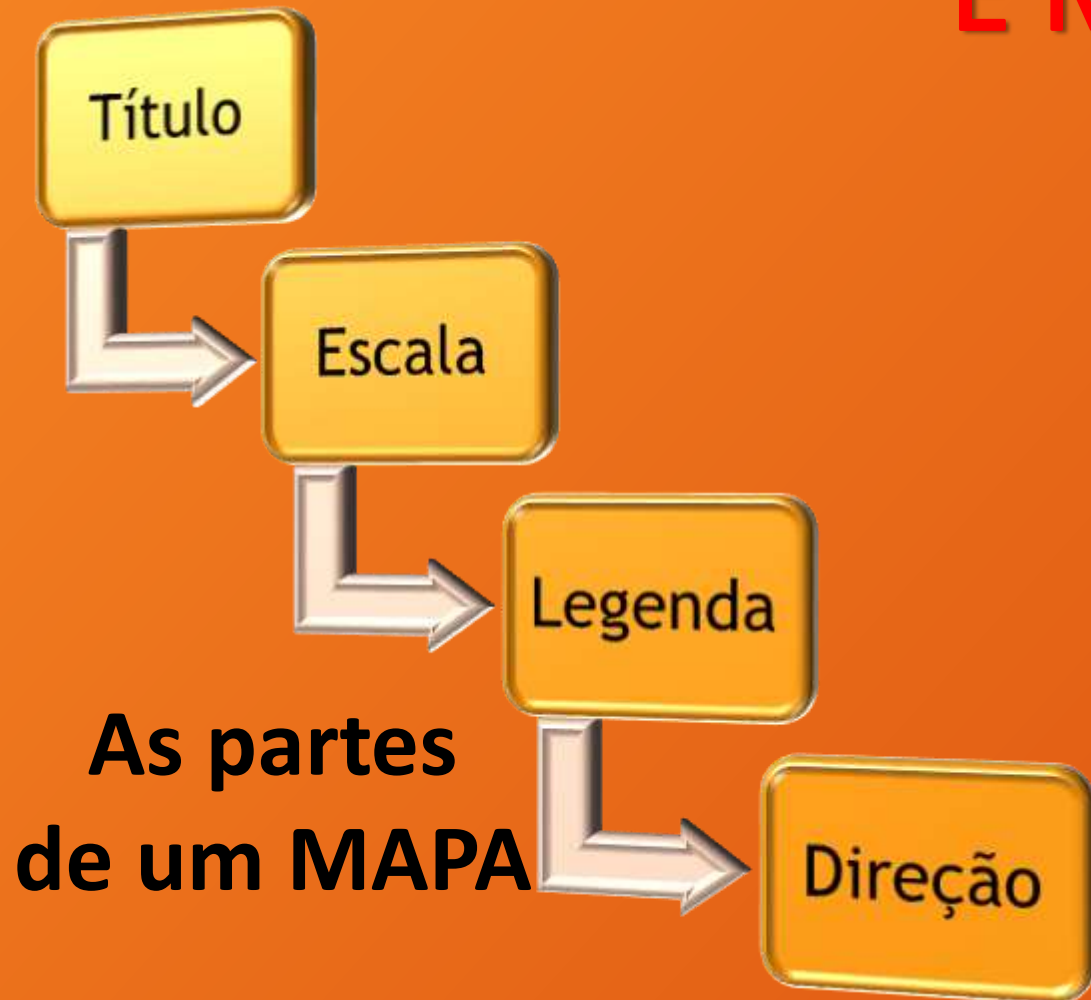 Título
Escala
Legenda
As partes
de um MAPA
Direção